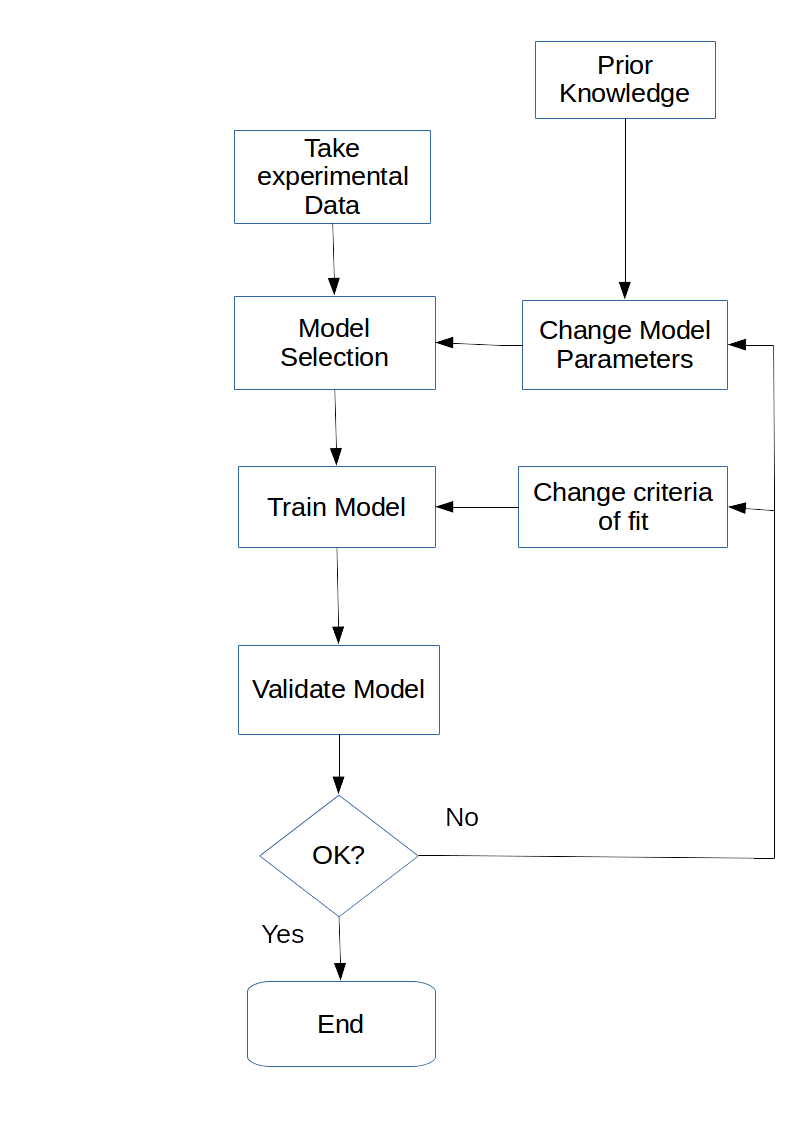 Prior
Knowledge
Take
experimental
Data
Model
Selection
Change Model
Parameters
Train Model
Change criteria
of fit
Validate Model
No
OK?
Yes
End